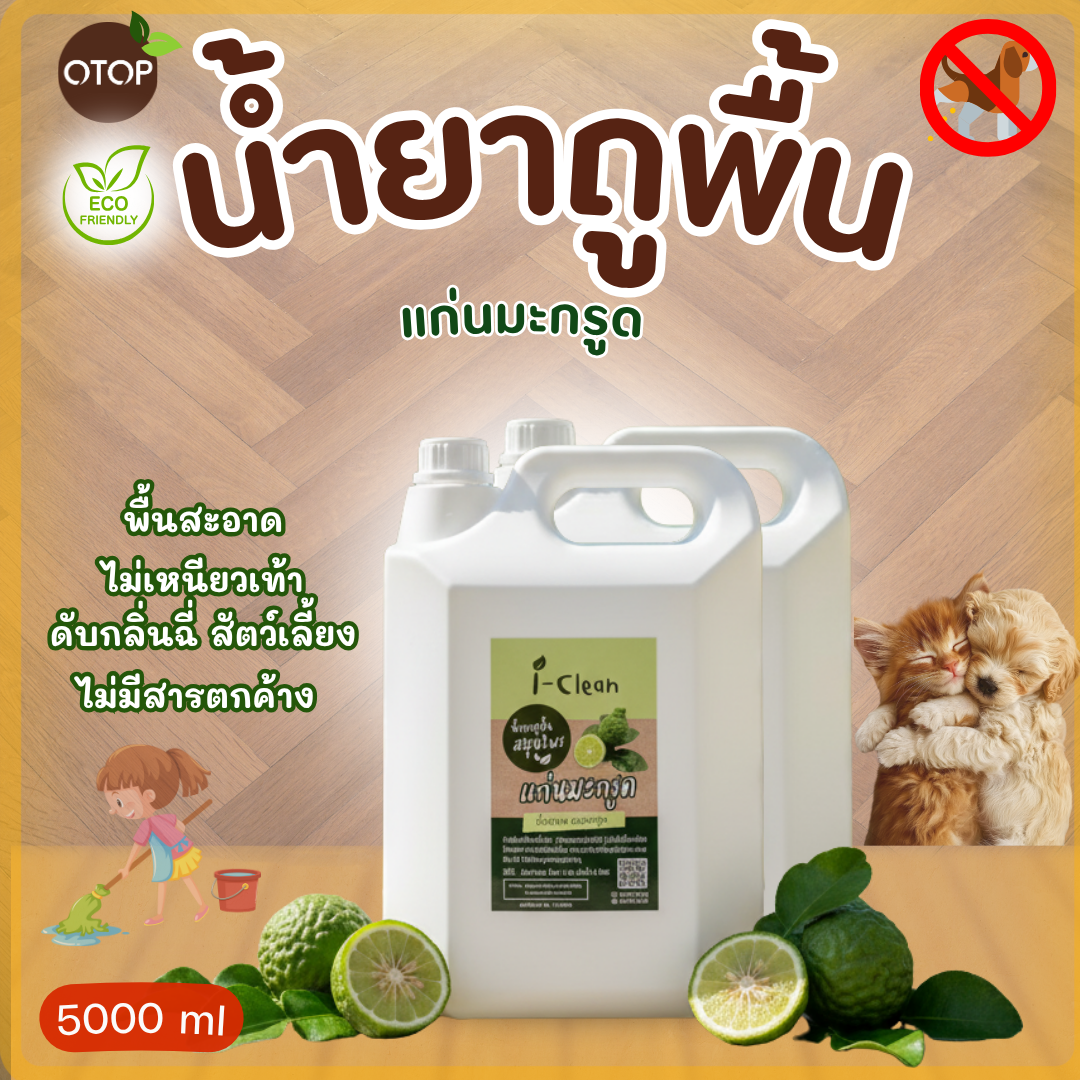 OTOP
ECO
FRIENDLY
น้ำยาถูพื้น
แก่นมะกรูด
พื้นสะอาด
ไม่เหนียวเท้า
ดับกลิ่นฉี่ สัตว์เลี้ยง
ไม่มีสารตกค้าง
i-Clean
น้ำยาถูพื้น
สมุนไพร
แก่นมะกรูด
5000 ml